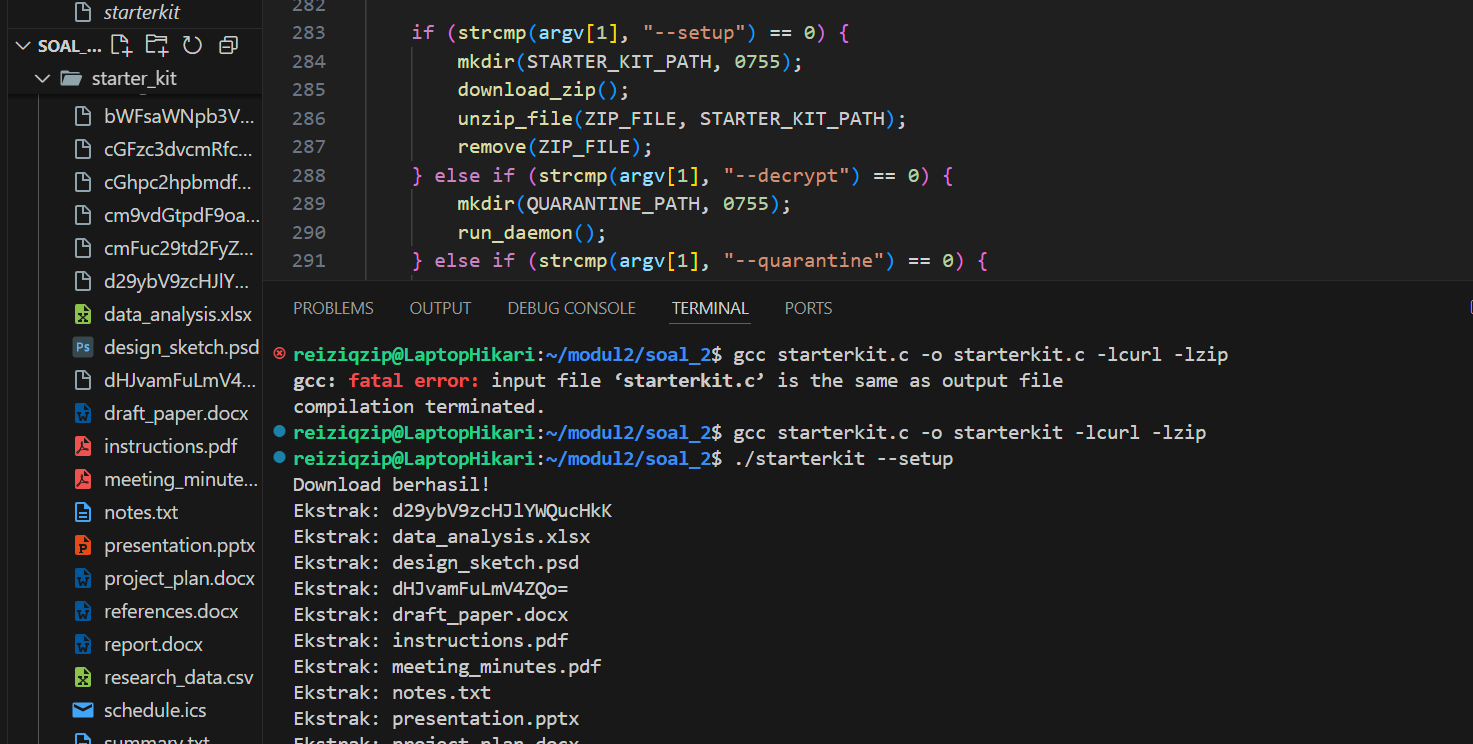 starterkit
SOAL_...
starter_kit
bWFsaWNpb3V...
cGFzc3dvcmRfc...
cGhpc2hpbmdf...
cm9vdGtpdF9oa...
cmFuc29td2FyZ...
d29ybV9zcHJlY...
data_analysis.xlsx
design_sketch.psd
dHJvamFuLmV4...
draft_paper.docx
instructions.pdf
meeting_minute...
notes.txt
presentation.pptx
project_plan.docx
references.docx
report.docx
research_data.csv
schedule.ics
summary.txt
282
283 if (strcmp(argv[1], "--setup") == 0) {
284 mkdir(STARTER_KIT_PATH, 0755);
285 download_zip();
286 unzip_file(ZIP_FILE, STARTER_KIT_PATH);
287 remove(ZIP_FILE);
288 } else if (strcmp(argv[1], "--decrypt") == 0) {
289 mkdir(QUARANTINE_PATH, 0755);
290 run_daemon();
291 } else if (strcmp(argv[1], "--quarantine") == 0) {
PROBLEMS OUTPUT DEBUG CONSOLE TERMINAL PORTS
reiziqzip@LaptopHikari:~/modul2/soal_2$ gcc starterkit.c -o starterkit.c -lcurl -lzip
gcc: fatal error: input file ‘starterkit.c’ is the same as output file
compilation terminated.
reiziqzip@LaptopHikari:~/modul2/soal_2$ gcc starterkit.c -o starterkit -lcurl -lzip
reiziqzip@LaptopHikari:~/modul2/soal_2$ ./starterkit --setup
Download berhasil!
Ekstrak: d29ybV9zcHJlYWQucHkK
Ekstrak: data_analysis.xlsx
Ekstrak: design_sketch.psd
Ekstrak: dHJvamFuLmV4ZQo=
Ekstrak: draft_paper.docx
Ekstrak: instructions.pdf
Ekstrak: meeting_minutes.pdf
Ekstrak: notes.txt
Ekstrak: presentation.pptx
Ekstrak: project_plan.docx